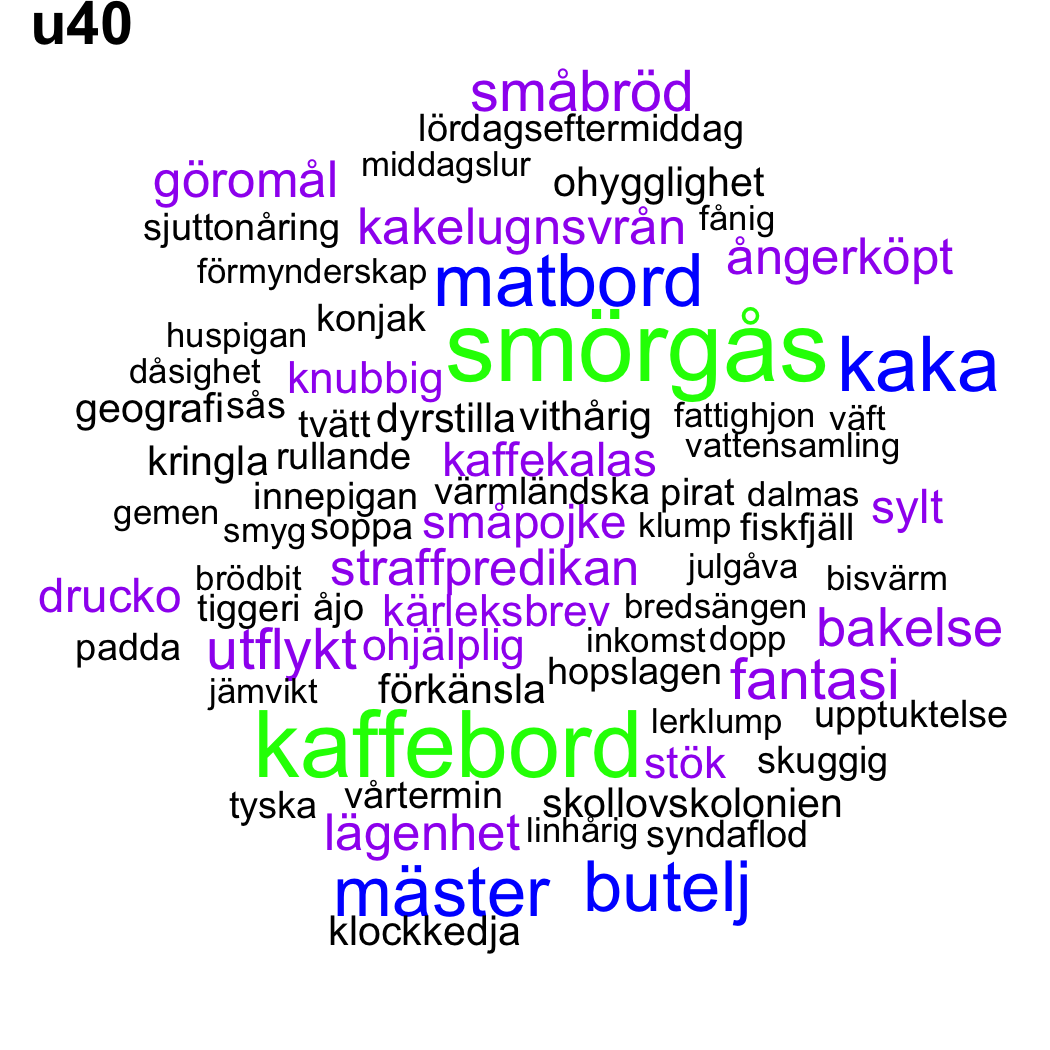 u40
småbröd
lördagseftermiddag
göromål middagslur ohygglighet
sjuttonåring kakelugnsvrån fånig
förmynderskap matbord ångerköpt
huspigan konjak smörgås kaka
dåsighet knubbig
geografi sås tvätt dyrstilla vithårig fattighjon väft
kringla rullande kaffekalas vattensamling
gemen innepigan värmländska pirat dalmas sylt
smyg soppa småpojke klump fiskfjäll
drucko brödbit straffpredikan julgåva bisvärm
tiggeri åjo kärleksbrev bredsängen bakelse
padda utflykt ohjälplig inkomst dopp
jämvikt förkänsla hopslagen fantasi
kaffebord lerklump upptuktelse
stök skuggig
tyska vårtermin skollovskolonien
lägenhet linhårig syndaflod
mäster butelj
klockkedja